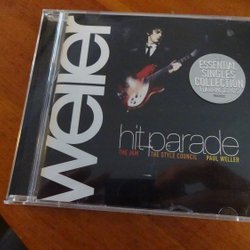 weller
ESSENTIAL
SINGLES
COLLECTION
hit parade
THE JAM THE STYLE COUNCIL PAUL WELLER